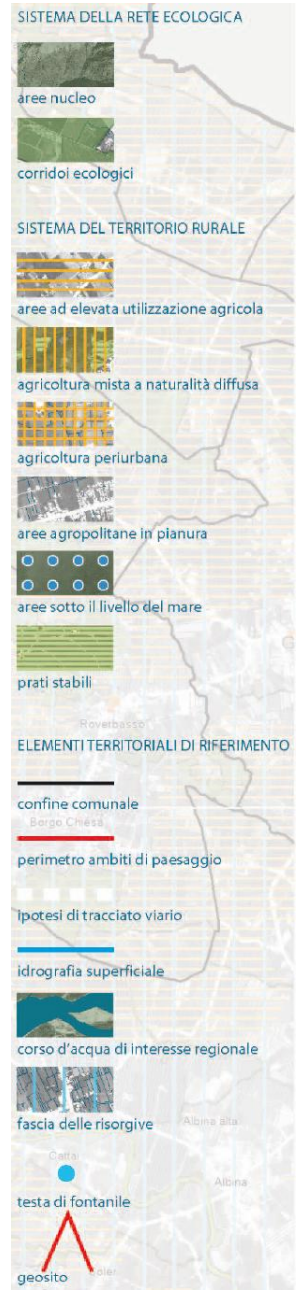 SISTEMA DELLA RETE ECOLOGICA
aree nucleo
corridoi ecologici
SISTEMA DEL TERRITORIO RURALE
aree ad elevata utilizzazione agricola
agricoltura mista a naturalità diffusa
agricoltura periurbana
aree agropolitane in pianura
aree sotto il livello del mare
prati stabili
Roverbasso
ELEMENTI TERRITORIALI DI RIFERIMENTO
confine comunale
Borgo Chiesa
perimetro ambiti di paesaggio
ipotesi di tracciato viario
idrografia superficiale
corso d'acqua di interesse regionale
fascia delle risorgive
Albina alta
Calta
Albina
testa di fontanile
geosito